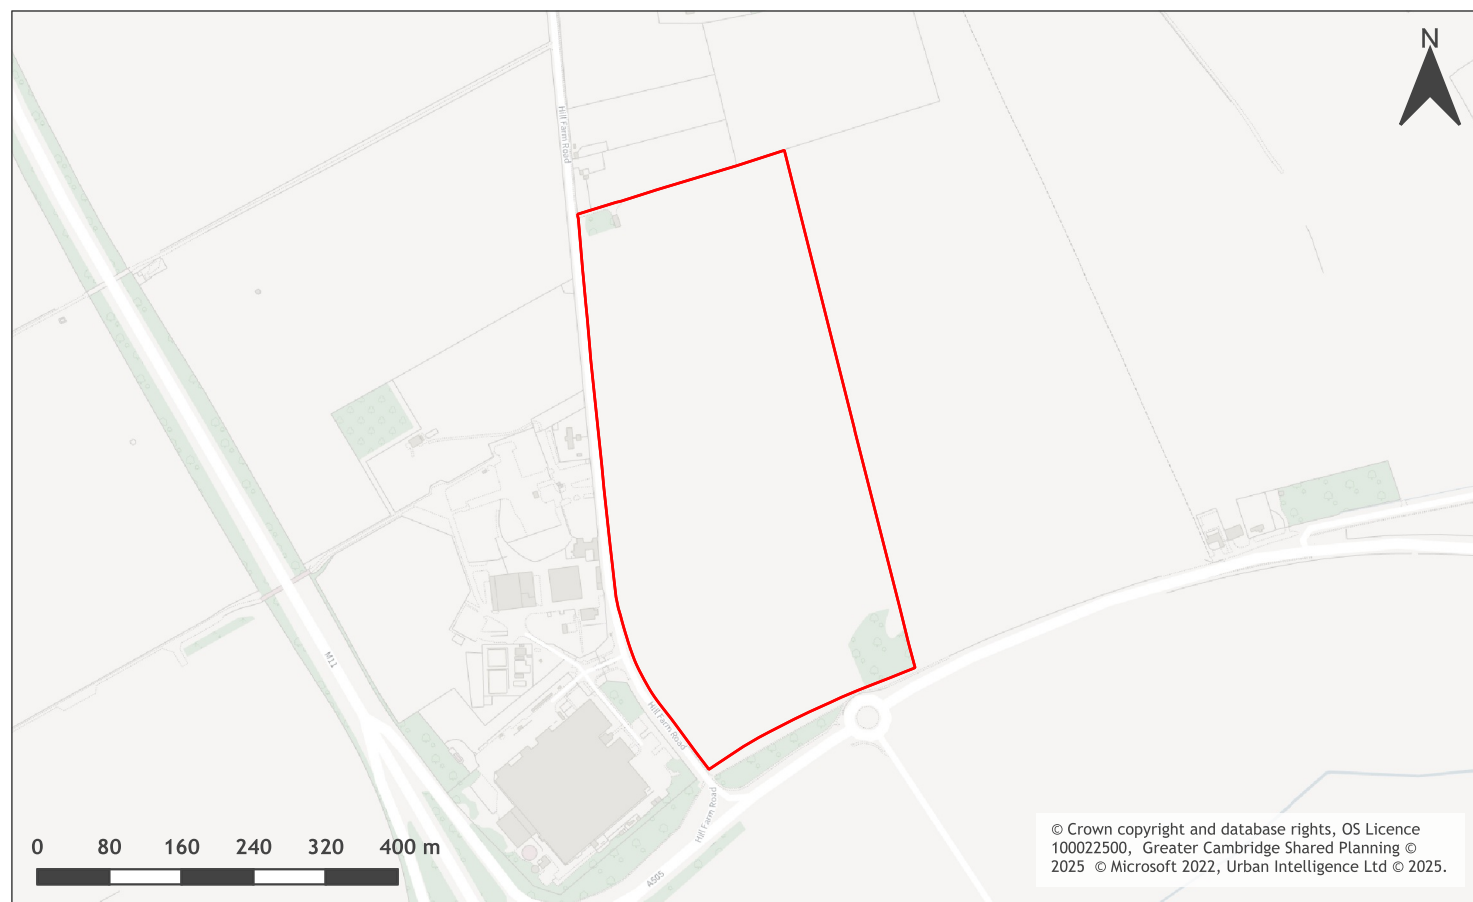 N
Hill Farm Road
M11
Hill Farm Road
Hill Farm Road
A505
0 80 160 240 320 400 m
© Crown copyright and database rights, OS Licence
100022500, Greater Cambridge Shared Planning ©
2025 © Microsoft 2022, Urban Intelligence Ltd © 2025.